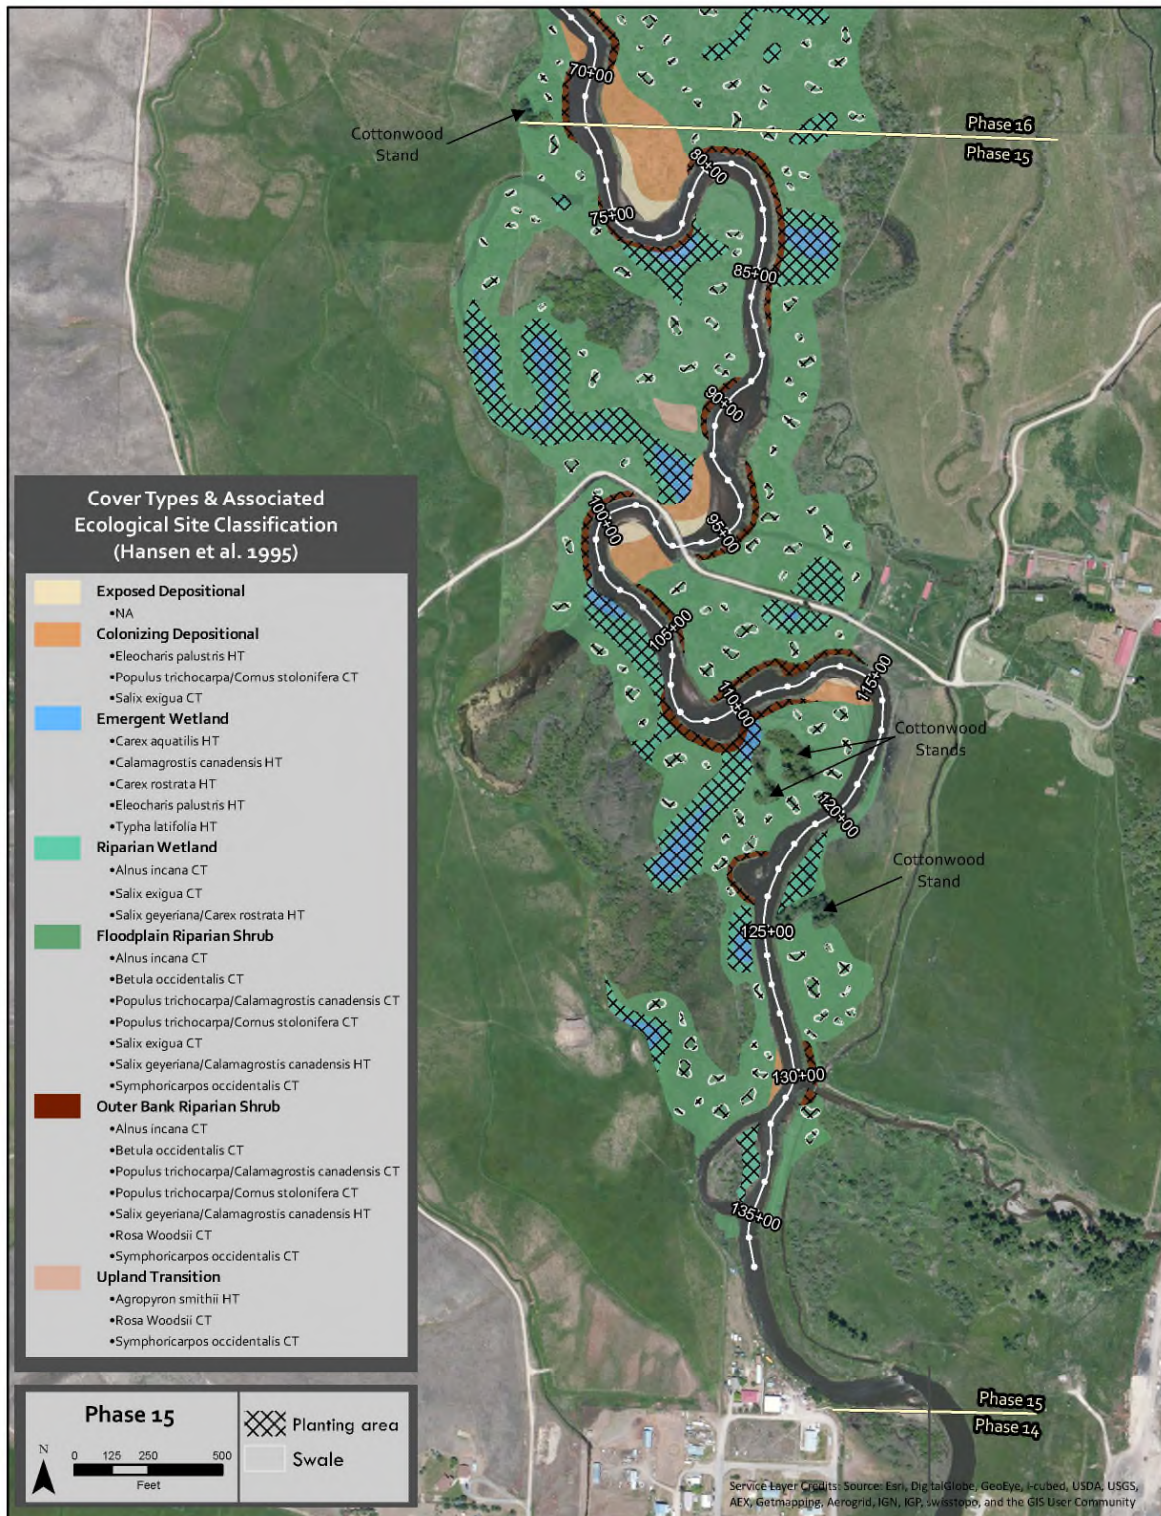 70+00
Cottonwood
Stand
Phase 16
Phase 15
80+00
75+00
85+00
90+00
95+00
100+00
105+00
110+00
115+00
Cottonwood
Stands
120+00
Cottonwood
Stand
125+00
130+00
135+00
Phase 15
Phase 14
Cover Types & Associated
Ecological Site Classification
(Hansen et al. 1995)
Exposed Depositional
•NA
Colonizing Depositional
•Eleocharis palustris HT
•Populus trichocarpa/Cornus stolonifera CT
•Salix exigua CT
Emergent Wetland
•Carex aquatilis HT
•Calamagrostis canadensis HT
•Carex rostrata HT
•Eleocharis palustris HT
•Typha latifolia HT
Riparian Wetland
•Alnus incana CT
•Salix exigua CT
•Salix geyeriana/Carex rostrata HT
Floodplain Riparian Shrub
•Alnus incana CT
•Betula occidentalis CT
•Populus trichocarpa/Calamagrostis canadensis CT
•Populus trichocarpa/Cornus stolonifera CT
•Salix exigua CT
•Salix geyeriana/Calamagrostis canadensis HT
•Symphoricarpos occidentalis CT
Outer Bank Riparian Shrub
•Alnus incana CT
•Betula occidentalis CT
•Populus trichocarpa/Calamagrostis canadensis CT
•Populus trichocarpa/Cornus stolonifera CT
•Salix geyeriana/Calamagrostis canadensis HT
•Rosa Woodsii CT
•Symphoricarpos occidentalis CT
Upland Transition
•Agropyron smithii HT
•Rosa Woodsii CT
•Symphoricarpos occidentalis CT
Phase 15
N
0 125 250 500
Feet
Planting area
Swale
Service Layer Credits: Source: Esri, DigitalGlobe, GeoEye, i-cubed, USDA, USGS,
AEX, Getmapping, Aerogrid, IGN, IGP, swisstopo, and the GIS User Community